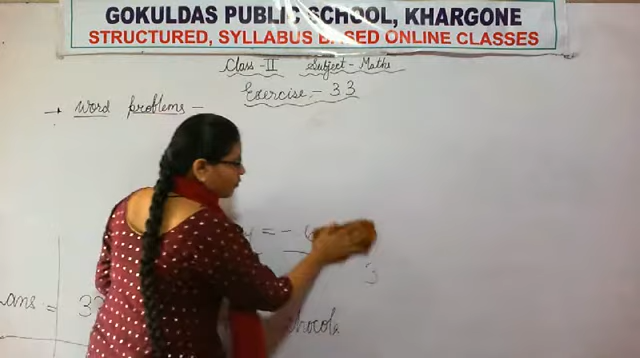 GOKULDAS PUBLIC SCHOOL, KHARGONE
STRUCTURED, SYLLABUS BASED ONLINE CLASSES
Class - II Subject - Maths
Exercise - 33
→ Word problems -
= - 6
3
ans = 3
chocola